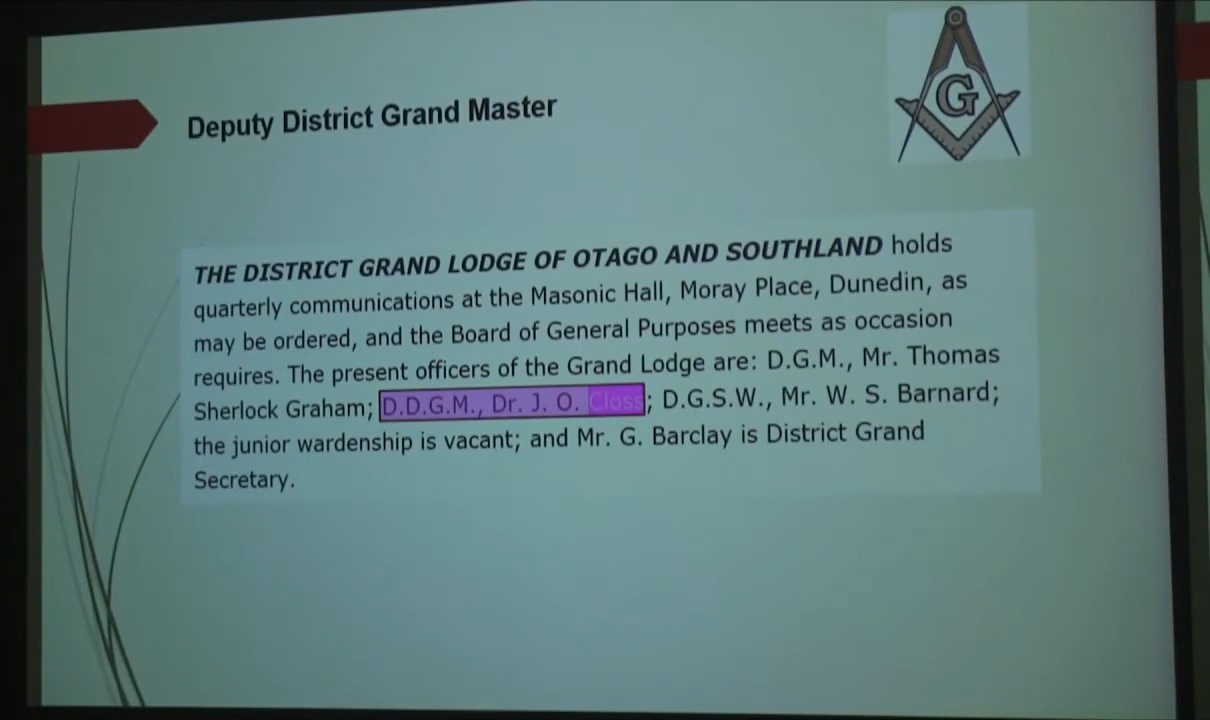 Deputy District Grand Master
G
THE DISTRICT GRAND LODGE OF OTAGO AND SOUTHLAND holds
quarterly communications at the Masonic Hall, Moray Place, Dunedin, as
may be ordered, and the Board of General Purposes meets as occasion
requires. The present officers of the Grand Lodge are: D.G.M., Mr. Thomas
Sherlock Graham; D.D.G.M., Dr. J. O. Closs; D.G.S.W., Mr. W. S. Barnard;
the junior wardenship is vacant; and Mr. G. Barclay is District Grand
Secretary.